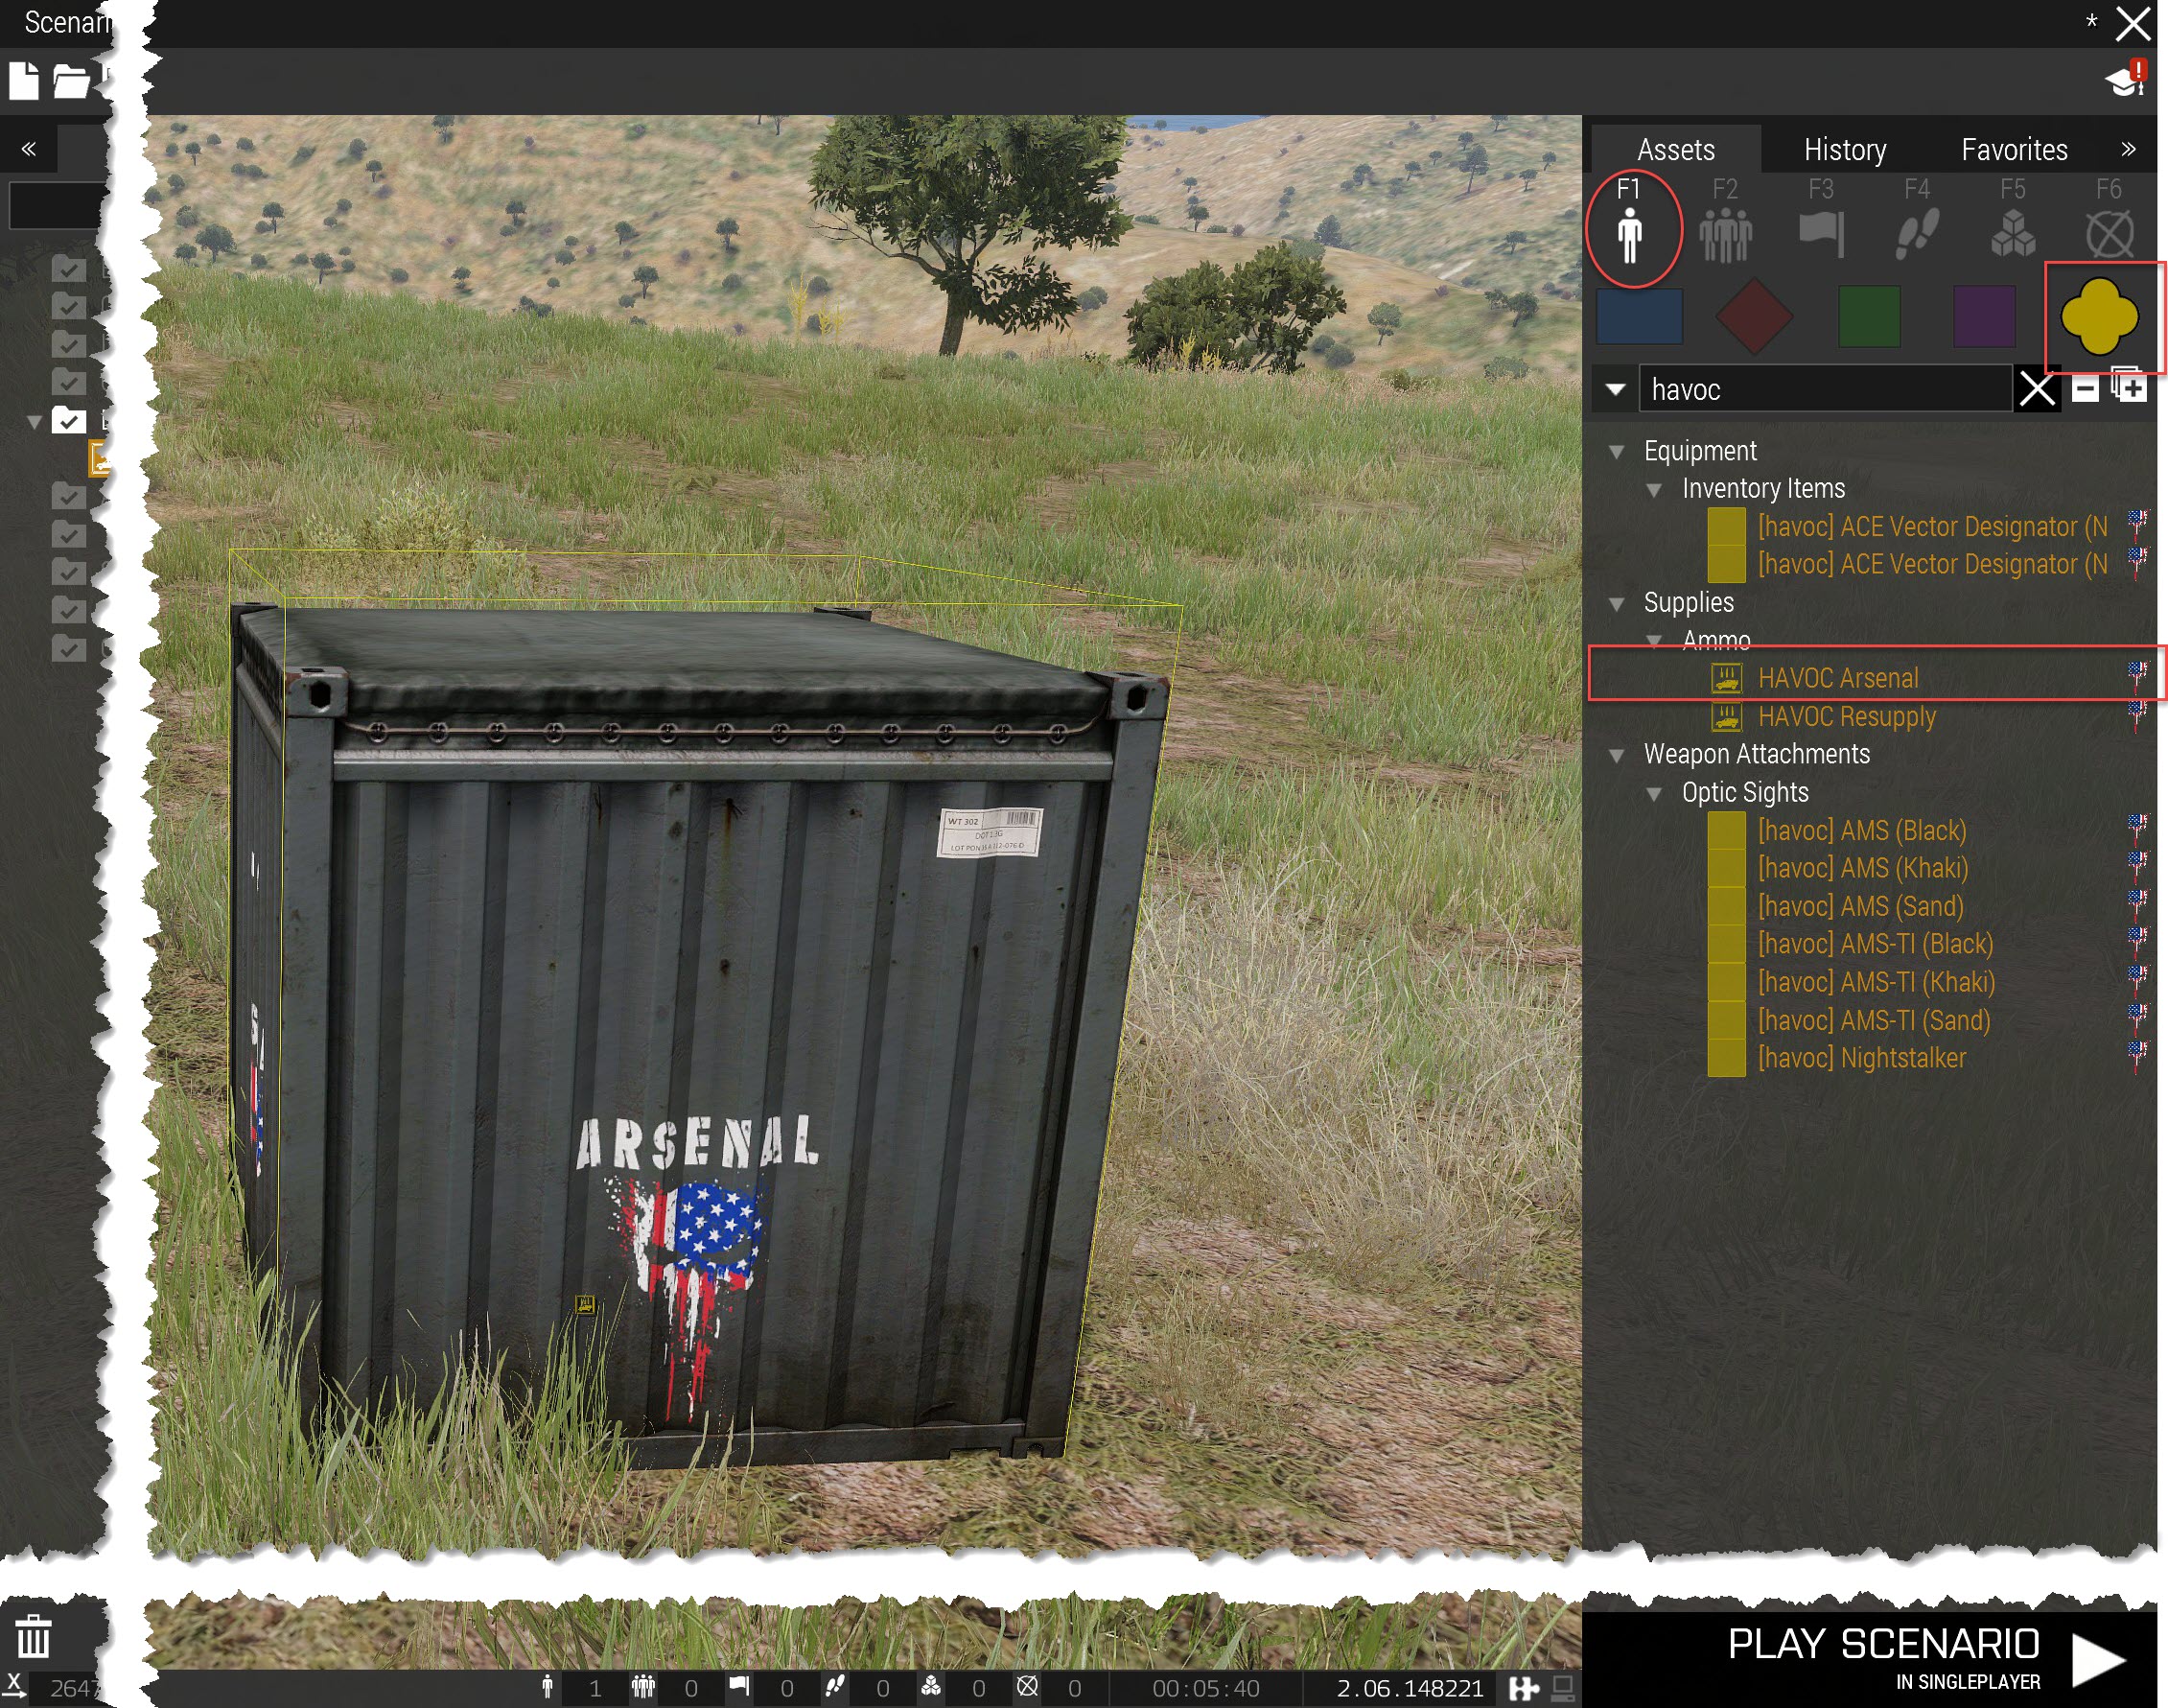 *
Assets History Favorites »
«
F1 F2 F3 F4 F5 F6
havoc
Equipment
Inventory Items
[havoc] ACE Vector Designator (N
[havoc] ACE Vector Designator (N
Supplies
Ammo
HAVOC Arsenal
HAVOC Resupply
Weapon Attachments
Optic Sights
[havoc] AMS (Black)
[havoc] AMS (Khaki)
[havoc] AMS (Sand)
[havoc] AMS-TI (Black)
[havoc] AMS-TI (Khaki)
[havoc] AMS-TI (Sand)
[havoc] Nightstalker
WT 302
ARSENAL
PLAY SCENARIO
IN SINGLEPLAYER
X 1 0 0 0 0 0 00:05:40 2.06.148221